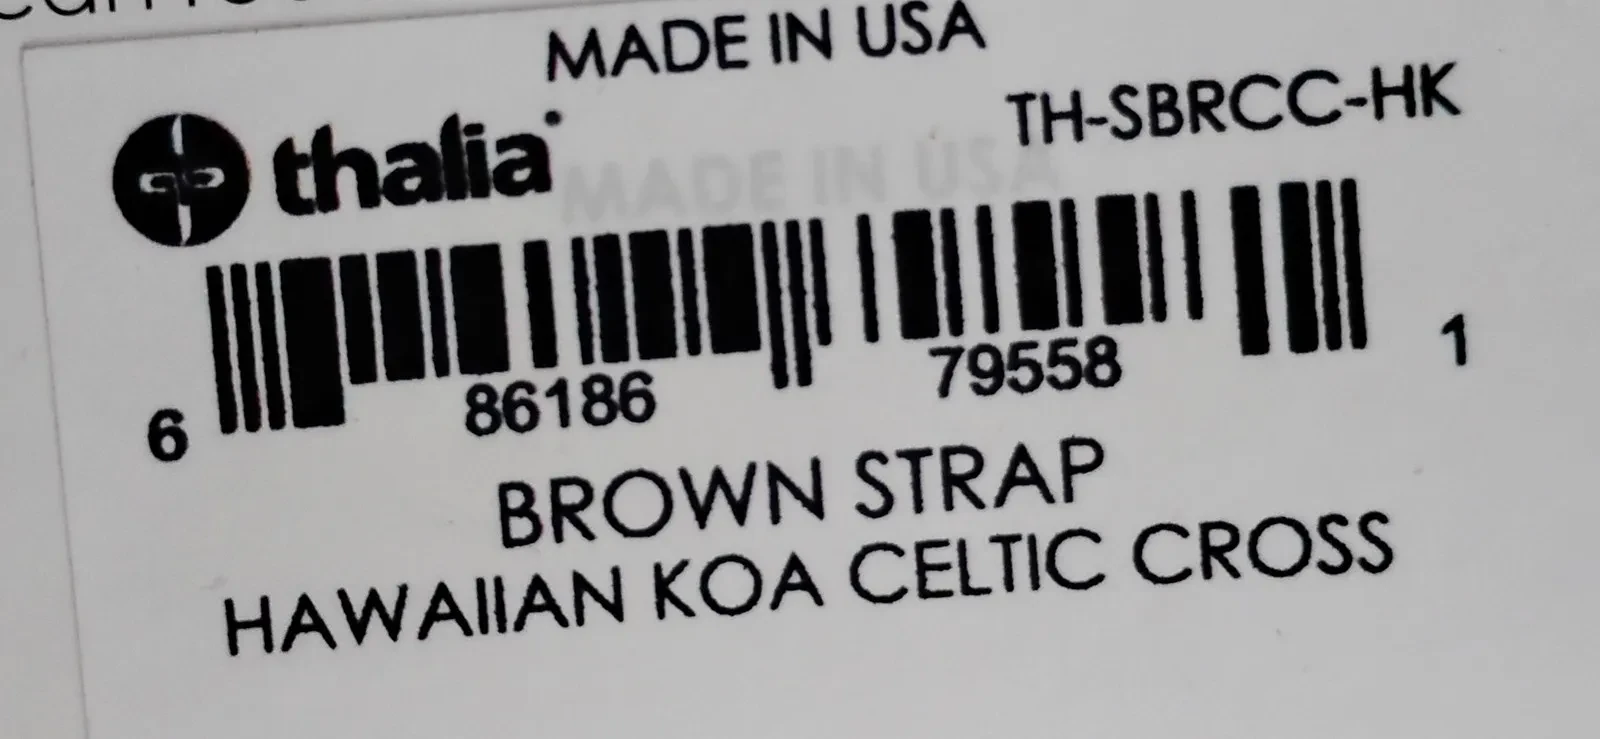 MADE IN USA
thalia
TH-SBRCC-HK
MADE IN USA
6 86186 79558 1
BROWN STRAP
HAWAIIAN KOA CELTIC CROSS